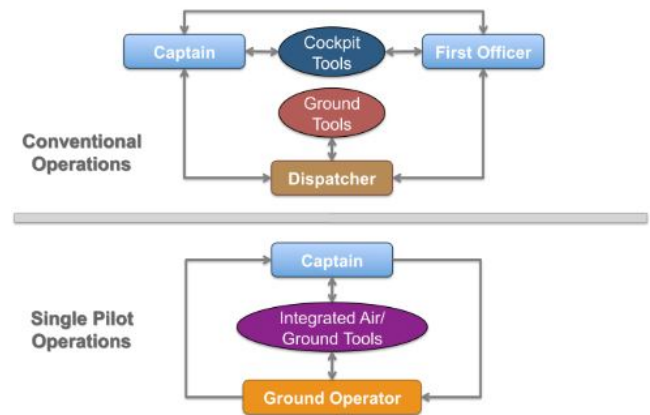 Captain
Cockpit
Tools
First Officer
Ground
Tools
Conventional
Operations
Dispatcher
Captain
Single Pilot
Operations
Integrated Air/
Ground Tools
Ground Operator